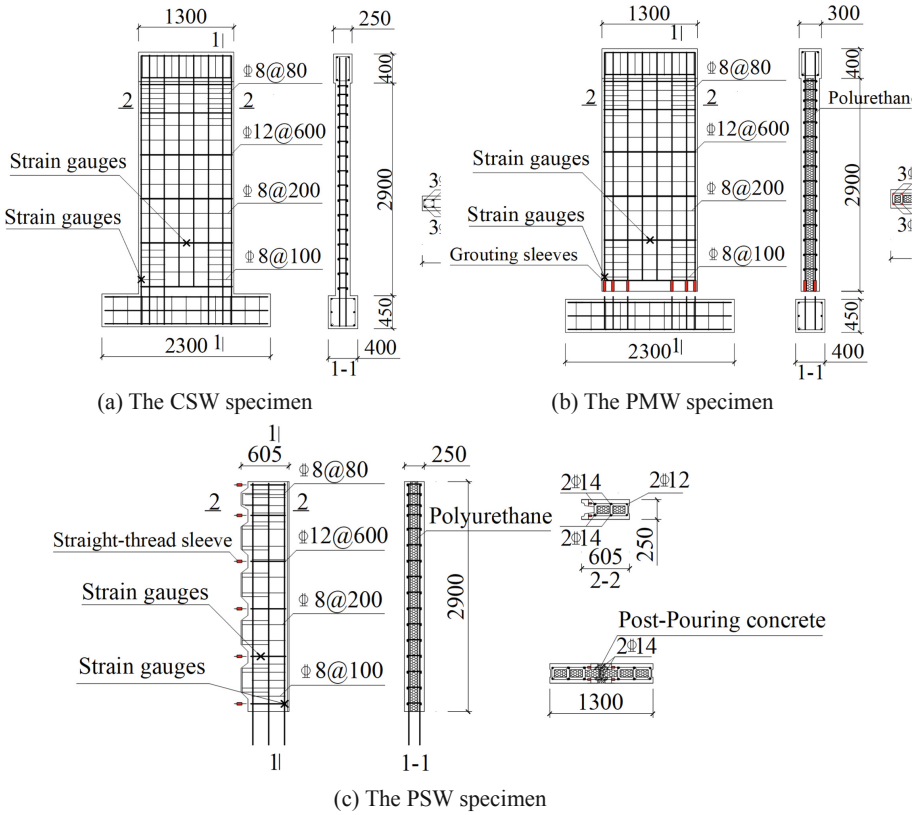 1300
1
250
400
Φ8@80
2
2
Φ12@600
Strain gauges
2900
Φ8@200
Strain gauges
Φ8@100
450
2300
1
400
1-1
(a) The CSW specimen
3Φ
3Φ
1300
1
300
400
Φ8@80
2
2
Polurethane
Φ12@600
Strain gauges
2900
Φ8@200
Strain gauges
Φ8@100
Grouting sleeves
450
2300
1
400
1-1
3Φ
3Φ
(b) The PMW specimen
1
605
250
Φ8@80
2
2
Polyurethane
Straight-thread sleeve
Φ12@600
Strain gauges
2900
Φ8@200
Strain gauges
Φ8@100
1
1-1
2Φ14
2Φ12
2Φ14
250
605
2-2
Post-Pouring concrete
2Φ14
1300
(c) The PSW specimen